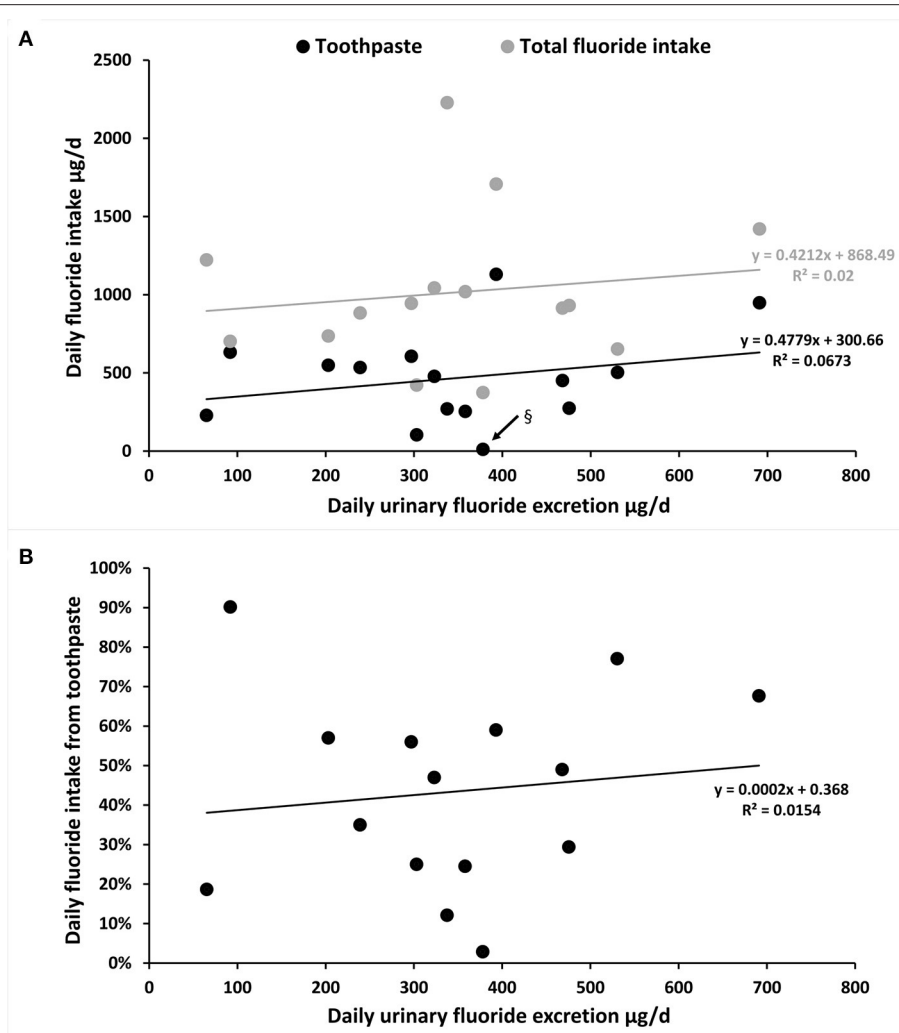 A
Toothpaste Total fluoride intake
2500
2000
1500
1000
500
0
Daily fluoride intake µg/d
y = 0.4212x + 868.49
R² = 0.02
y = 0.4779x + 300.66
R² = 0.0673
§
0 100 200 300 400 500 600 700 800
Daily urinary fluoride excretion µg/d
B
100%
90%
80%
70%
60%
50%
40%
30%
20%
10%
0%
Daily fluoride intake from toothpaste
y = 0.0002x + 0.368
R² = 0.0154
0 100 200 300 400 500 600 700 800
Daily urinary fluoride excretion µg/d